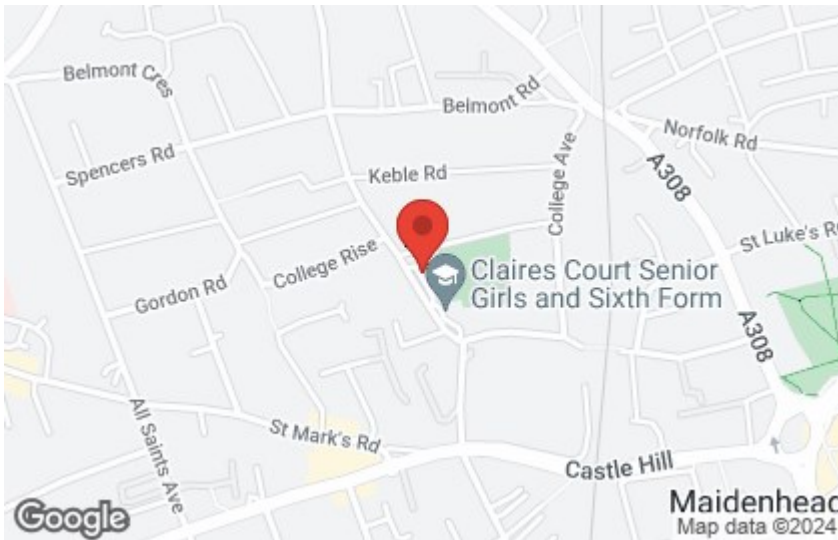 Belmont Cres
Belmont Rd
Norfolk Rd
Spencers Rd
Keble Rd
College Ave
A308
St Luke's R
College Rise
Claires Court Senior
Girls and Sixth Form
Gordon Rd
A308
All Saints Ave
St Mark's Rd
Castle Hill
Maidenhead
Google
Map data ©2024